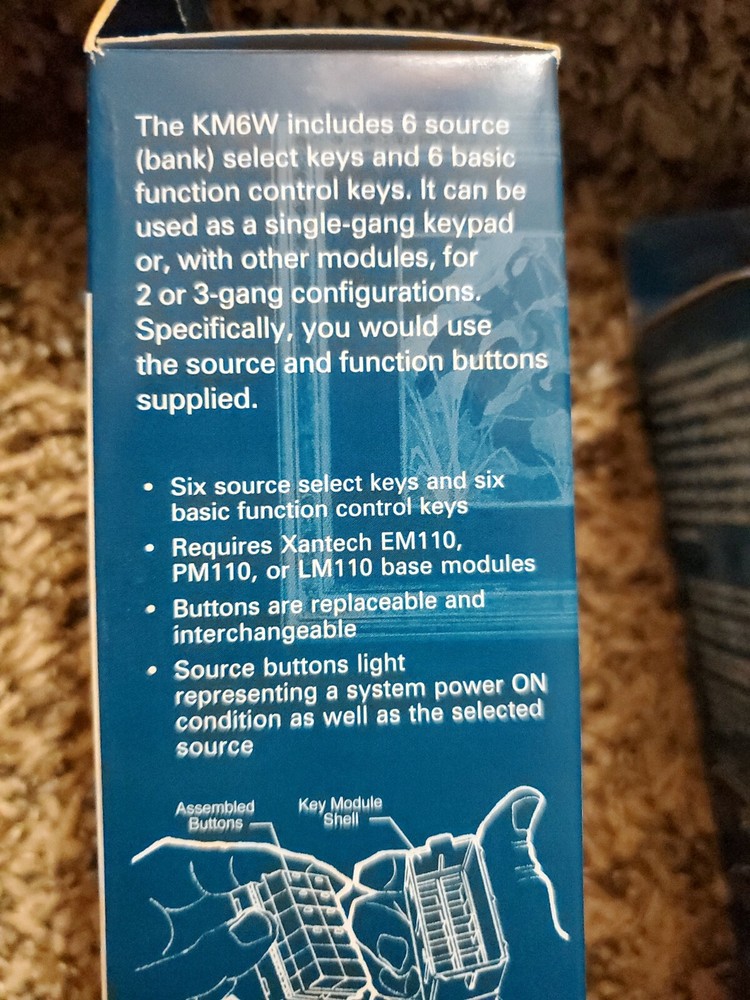 The KM6W includes 6 source
(bank) select keys and 6 basic
function control keys. It can be
used as a single-gang keypad
or, with other modules, for
2 or 3-gang configurations.
Specifically, you would use
the source and function buttons
supplied.
• Six source select keys and six
basic function control keys
• Requires Xantech EM110,
PM110, or LM110 base modules
• Buttons are replaceable and
interchangeable
• Source buttons light
representing a system power ON
condition as well as the selected
source
Assembled
Buttons
Key Module
Shell